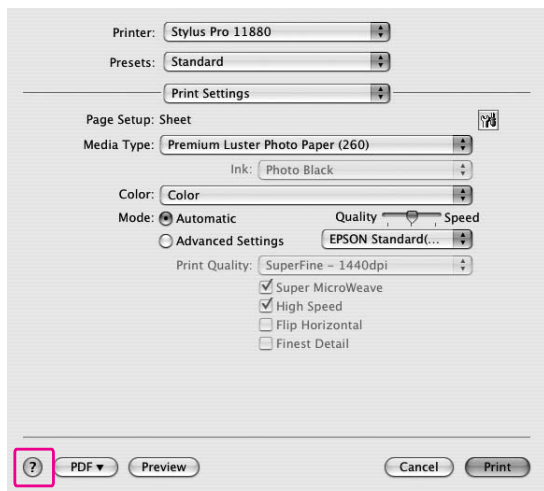 Printer: Stylus Pro 11880
Presets: Standard
Print Settings
Page Setup: Sheet
Media Type: Premium Luster Photo Paper (260)
Ink: Photo Black
Color: Color
Mode: Automatic Quality Speed
Advanced Settings EPSON Standard(...
Print Quality: SuperFine – 1440dpi
Super MicroWeave
High Speed
Flip Horizontal
Finest Detail
? PDF ▾ Preview Cancel Print